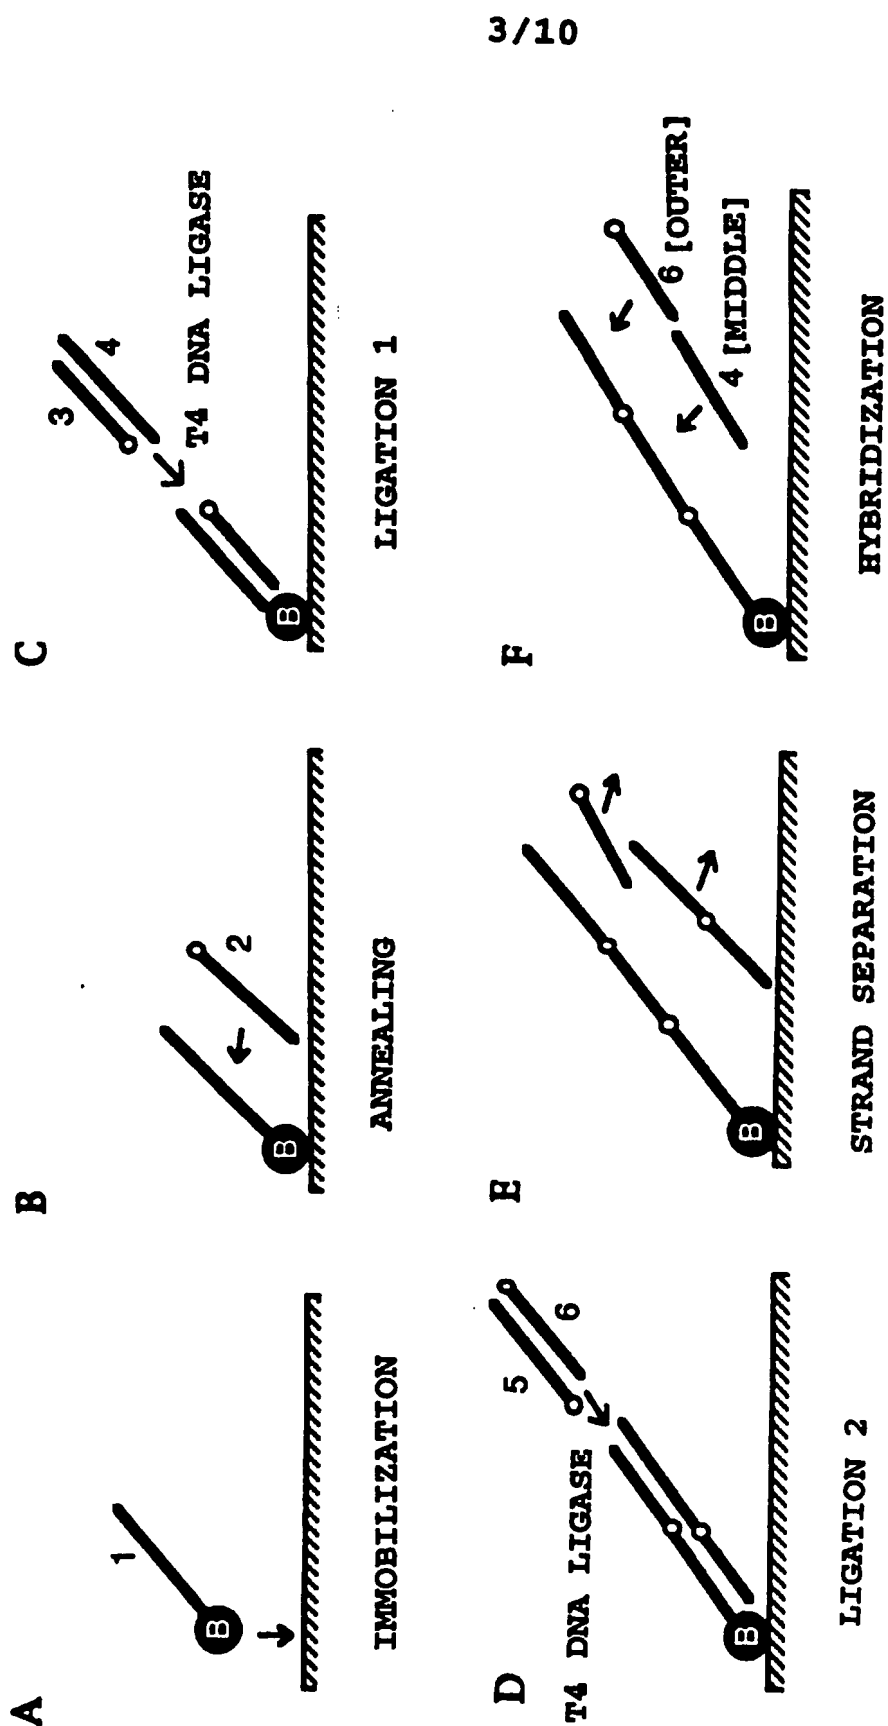 3/10
A
1
B
IMMOBILIZATION
B
2
B
ANNEALING
C
3
4
T4 DNA LIGASE
B
LIGATION 1
D
5
6
T4 DNA LIGASE
B
LIGATION 2
E
B
STRAND SEPARATION
F
6 [OUTER]
4 [MIDDLE]
B
HYBRIDIZATION